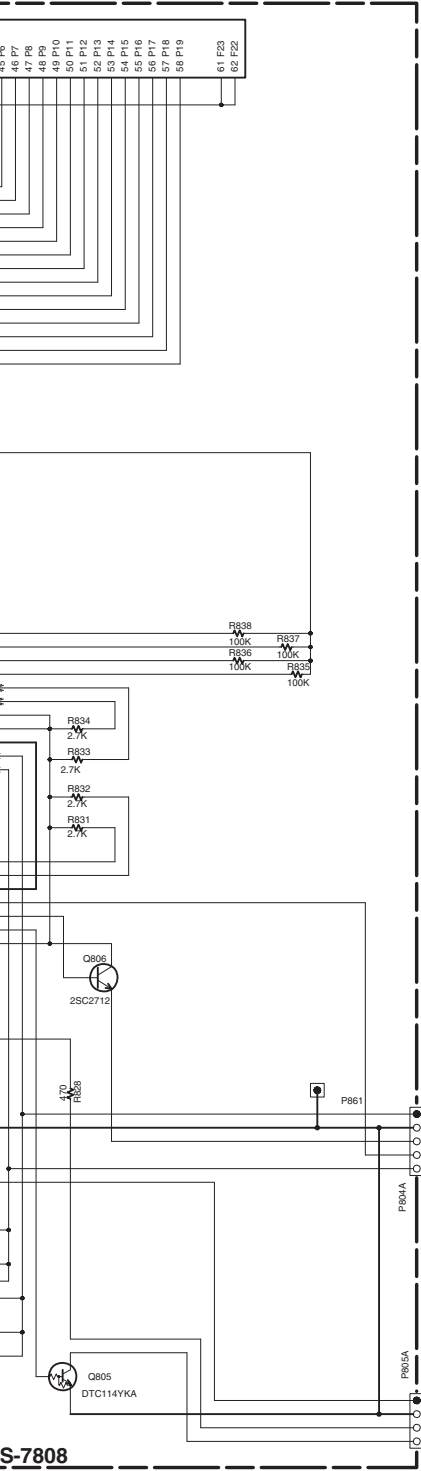 45 P6
46 P7
47 P8
48 P9
49 P10
50 P11
51 P12
52 P13
53 P14
54 P15
55 P16
56 P17
57 P18
58 P19
61 F23
62 F22
R838
100K
R837
100K
R836
100K
R835
100K
R834
2.7K
R833
2.7K
R832
2.7K
R831
2.7K
Q806
2SC2712
470
R828
P861
P804A
P805A
Q805
DTC114YKA
S-7808